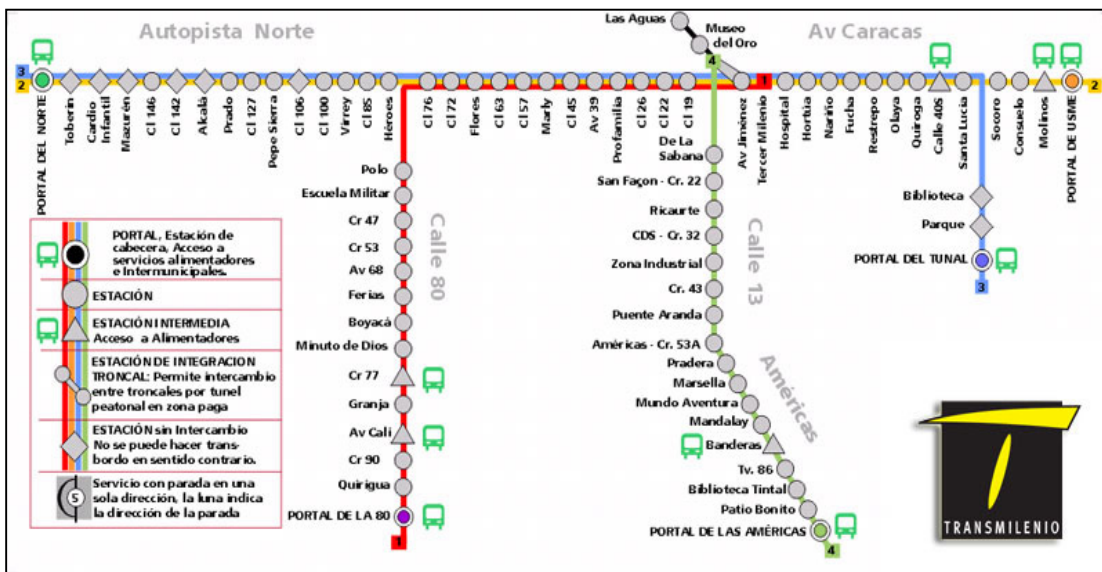 Autopista Norte
Av Caracas
Las Aguas
Museo
del Oro
4
3
2
1
2
PORTAL DEL NORTE
Toberín
Cardio
Infantil
Mazurén
Cl 146
Cl 142
Alcalá
Prado
Cl 127
Pepe Sierra
Cl 106
Cl 100
Virrey
Cl 85
Héroes
Cl 76
Cl 72
Flores
Cl 63
Cl 57
Marly
Cl 45
Av 39
Profamilia
Cl 26
Cl 22
Cl 19
Av Jiménez
Tercer Milenio
Hospital
Hortúa
Nariño
Fucha
Restrepo
Olaya
Quiroga
Calle 40S
Santa Lucía
Socoro
Consuelo
Molinos
PORTAL DE USME
Polo
Escuela Militar
Cr 47
Cr 53
Av 68
Ferias
Boyacá
Minuto de Dios
Cr 77
Granja
Av Cali
Cr 90
Quirigua
PORTAL DE LA 80
1
Calle 80
De La
Sabana
San Façon - Cr. 22
Ricaurte
CDS - Cr. 32
Zona Industrial
Cr. 43
Puente Aranda
Américas - Cr. 53A
Pradera
Marsella
Mundo Aventura
Mandalay
Banderas
Tv. 86
Biblioteca Tintal
Patio Bonito
PORTAL DE LAS AMÉRICAS
4
Calle 13
Américas
Biblioteca
Parque
PORTAL DEL TUNAL
3
PORTAL, Estación de
cabecera, Acceso a
servicios alimentadores
e Intermunicipales.
ESTACIÓN
ESTACIÓN INTERMEDIA
Acceso a Alimentadores
ESTACIÓN DE INTEGRACION
TRONCAL: Permite intercambio
entre troncales por tunel
peatonal en zona paga
ESTACIÓN sin Intercambio
No se puede hacer trans-
bordo en sentido contrario.
S
Servicio con parada en una
sola dirección, la luna indica
la dirección de la parada
TRANSMILENIO